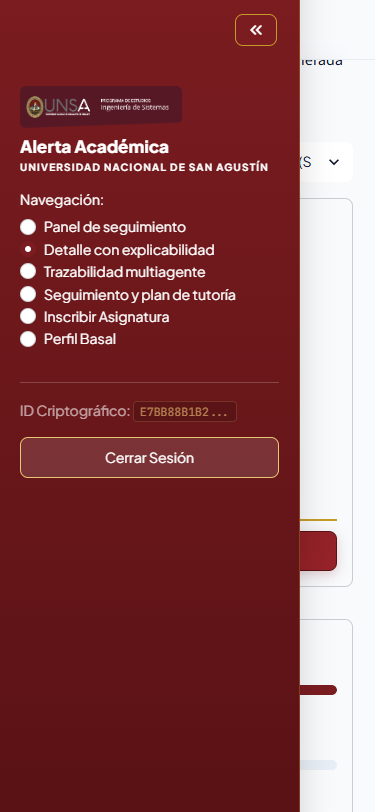 UNSA
PROGRAMA DE ESTUDIOS
Ingeniería de Sistemas
Alerta Académica
UNIVERSIDAD NACIONAL DE SAN AGUSTÍN
Navegación:
Panel de seguimiento
Detalle con explicabilidad
Trazabilidad multiagente
Seguimiento y plan de tutoría
Inscribir Asignatura
Perfil Basal
ID Criptográfico: E7BB88B1B2...
Cerrar Sesión
(S